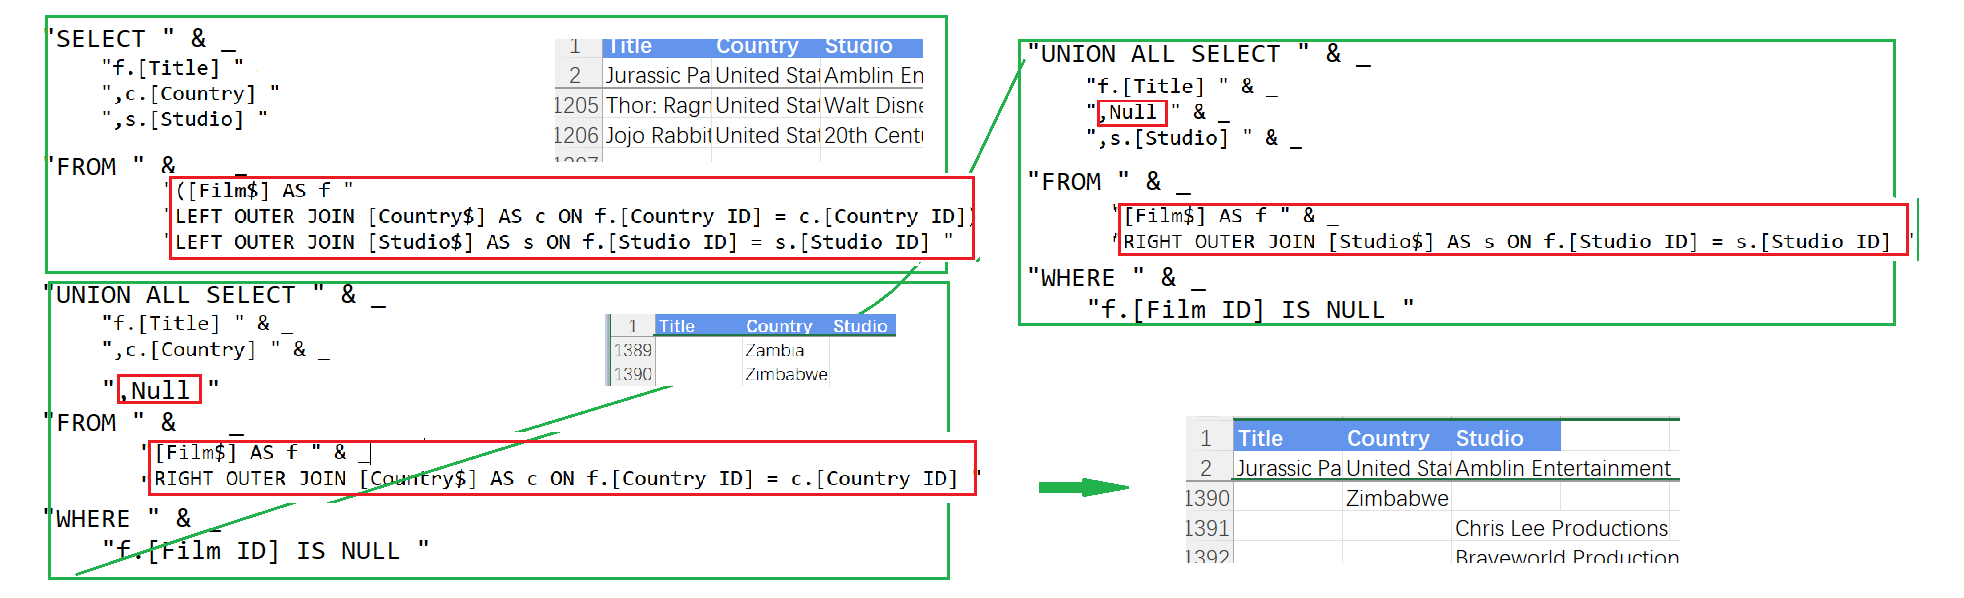 "SELECT " & _
"f.[Title] "
",c.[Country] "
",s.[Studio] "
"FROM " & _
"([Film$] AS f "
"LEFT OUTER JOIN [Country$] AS c ON f.[Country ID] = c.[Country ID])
"LEFT OUTER JOIN [Studio$] AS s ON f.[Studio ID] = s.[Studio ID] "
1 Title Country Studio
2 Jurassic Pa United Stat Amblin En
1205 Thor: Ragn United Stat Walt Disne
1206 Jojo Rabbit United Stat 20th Centu
1207
"UNION ALL SELECT " & _
"f.[Title] " & _
",c.[Country] " & _
",Null "
"FROM " & _
"[Film$] AS f " & _
"RIGHT OUTER JOIN [Country$] AS c ON f.[Country ID] = c.[Country ID] "
"WHERE " & _
"f.[Film ID] IS NULL "
1 Title Country Studio
1389 Zambia
1390 Zimbabwe
"UNION ALL SELECT " & _
"f.[Title] " & _
",Null " & _
",s.[Studio] " & _
"FROM " & _
"[Film$] AS f " & _
"RIGHT OUTER JOIN [Studio$] AS s ON f.[Studio ID] = s.[Studio ID] "
"WHERE " & _
"f.[Film ID] IS NULL "
1 Title Country Studio
2 Jurassic Pa United Stat Amblin Entertainment
1390 Zimbabwe
1391 Chris Lee Productions
1392 Braveworld Production